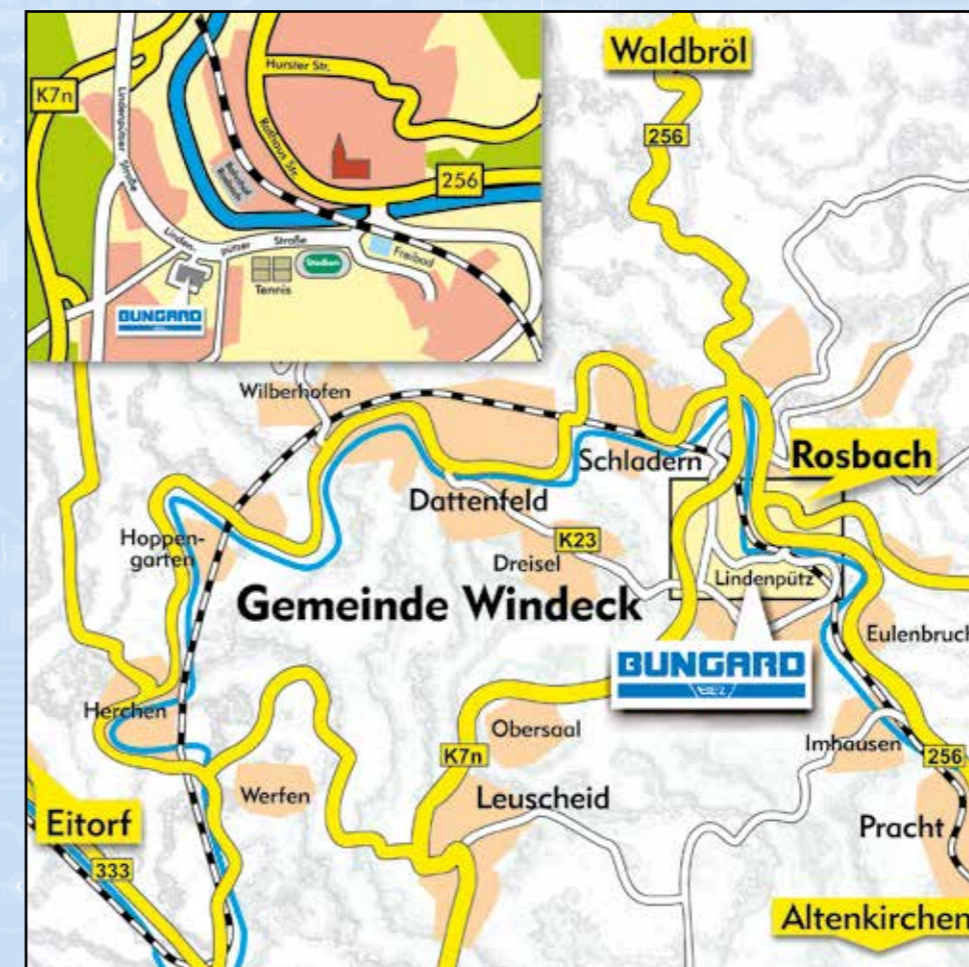 K7n
Lindenpützer Straße
Hurster Str.
Rathaus Str.
256
Bahnhof
Rosbach
Linden-
pützer Straße
Stadion
Freibad
Tennis
BUNGARD
Waldbröl
256
Wilberhofen
Schladern
Rosbach
Dattenfeld
Hoppen-
garten
K23
Dreisel
Lindenpütz
Gemeinde Windeck
Eulenbruch
BUNGARD
Herchen
Obersaal
Imhausen
K7n
256
Werfen
Leuscheid
Eitorf
Pracht
333
Altenkirchen